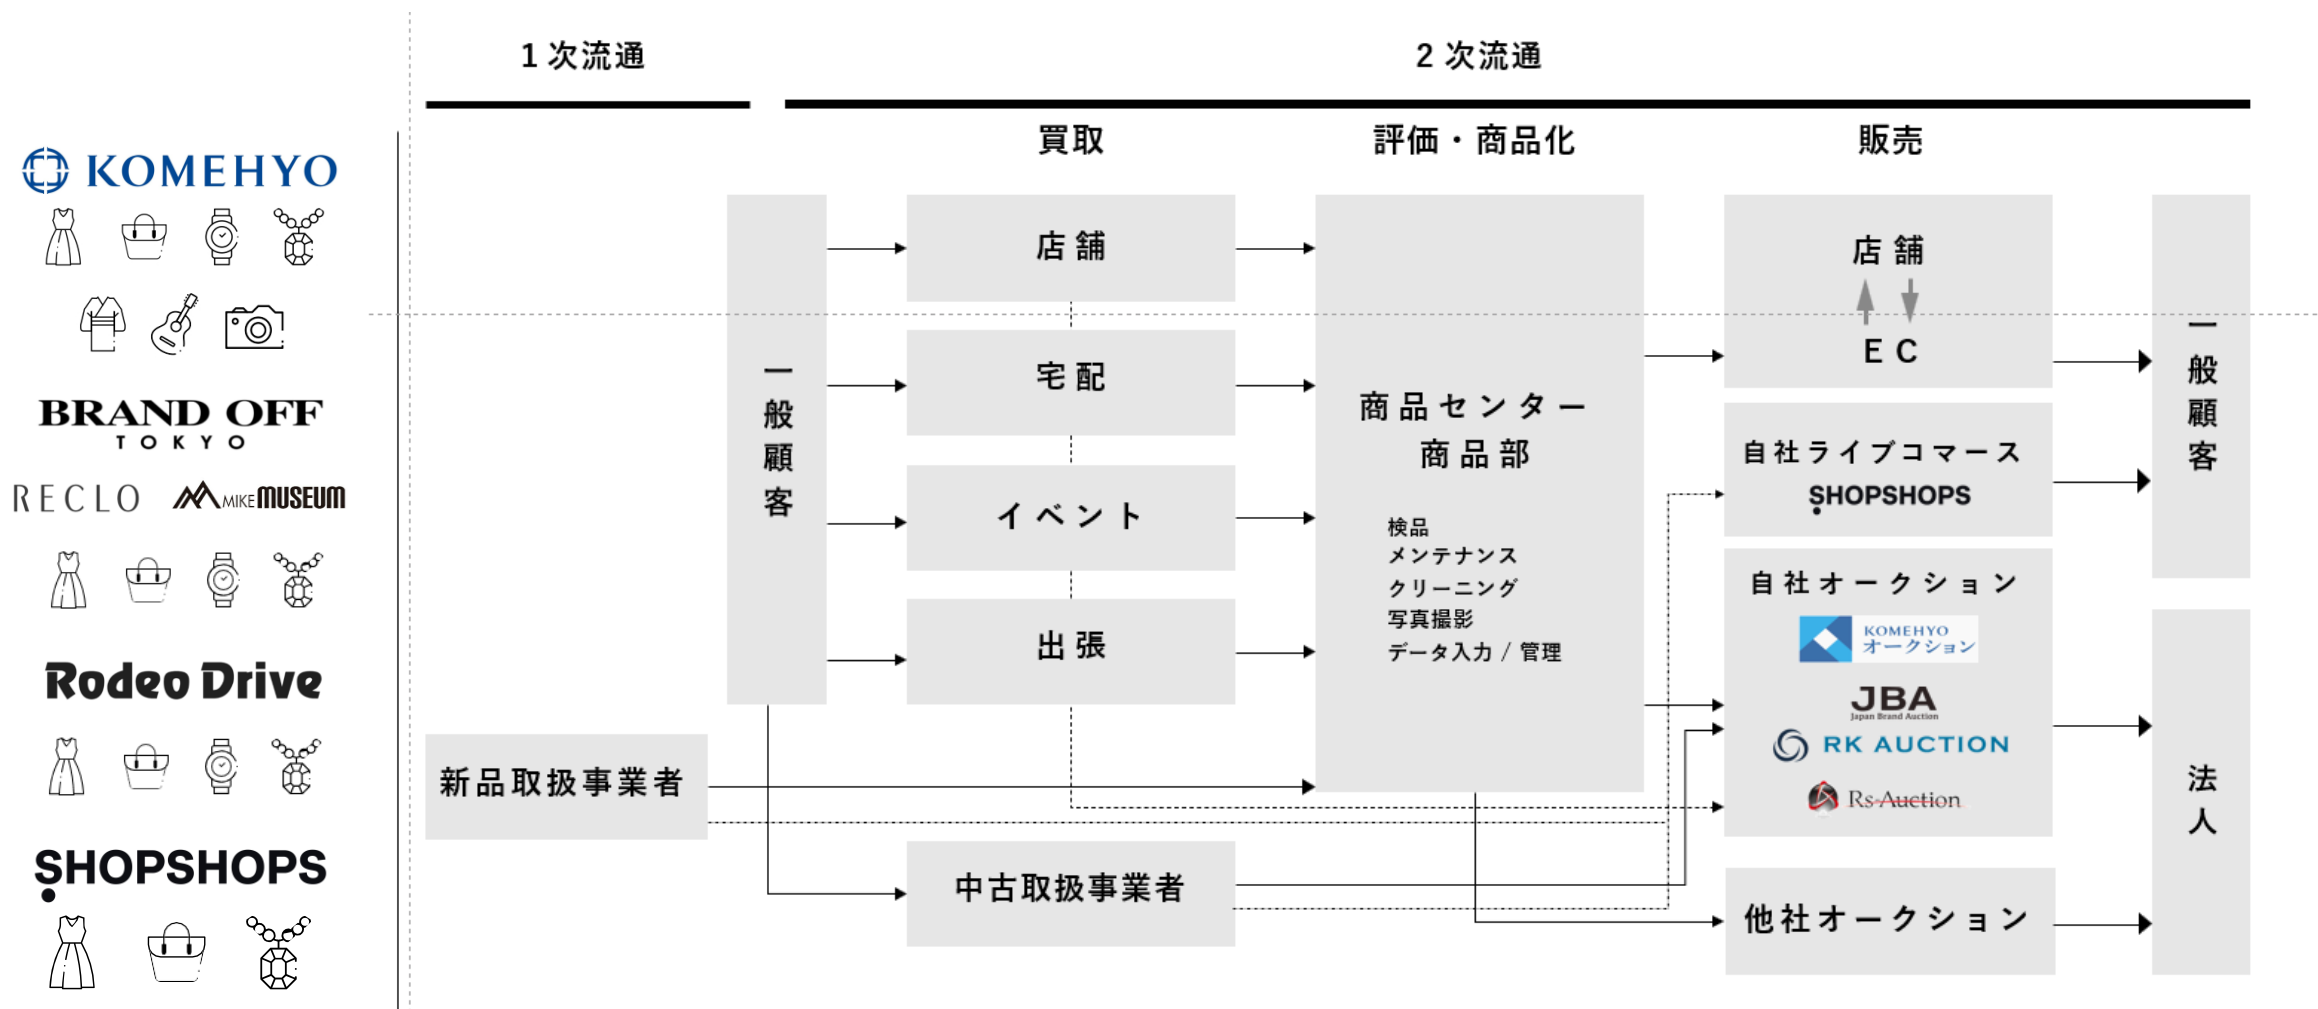 1次流通
2次流通
買取
評価・商品化
販売
KOMEHYO
BRAND OFF
TOKYO
RECLO
MIKE MUSEUM
Rodeo Drive
SHOPSHOPS
一般顧客
新品取扱事業者
店舗
宅配
イベント
出張
中古取扱事業者
商品センター
商品部
検品
メンテナンス
クリーニング
写真撮影
データ入力 / 管理
店舗
EC
自社ライブコマース
SHOPSHOPS
自社オークション
KOMEHYO
オークション
JBA
Japan Brand Auction
RK AUCTION
Rs-Auction
他社オークション
一般顧客
法人